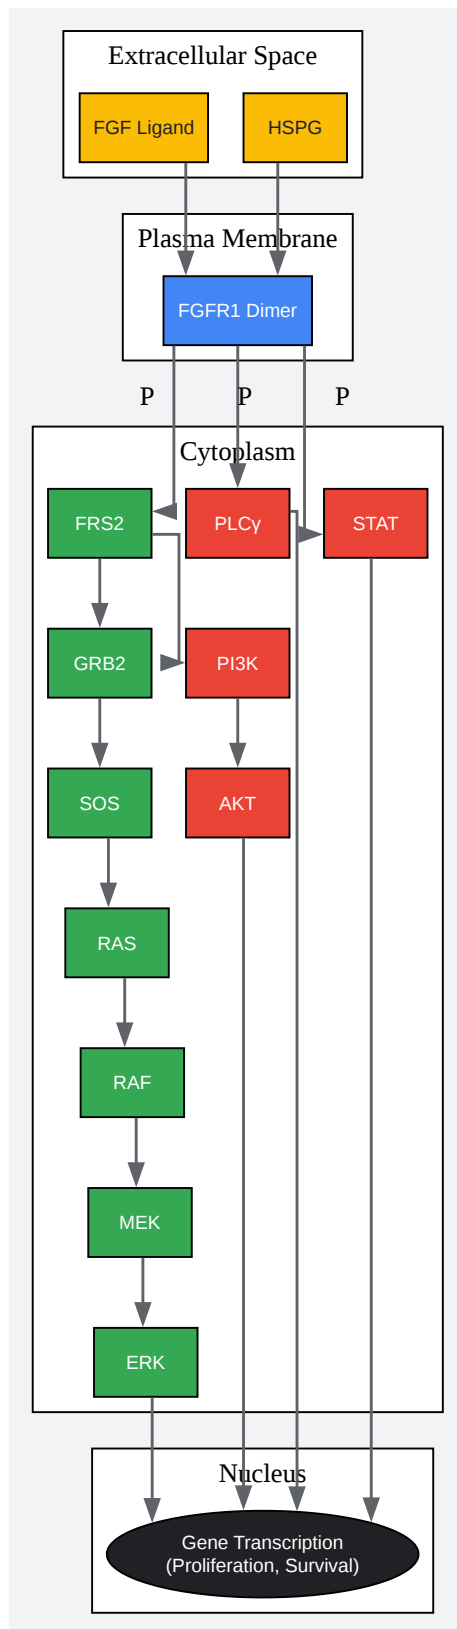 Extracellular Space
FGF Ligand
HSPG
Plasma Membrane
FGFR1 Dimer
P
P
P
Cytoplasm
FRS2
PLCγ
STAT
GRB2
PI3K
SOS
AKT
RAS
RAF
MEK
ERK
Nucleus
Gene Transcription
(Proliferation, Survival)